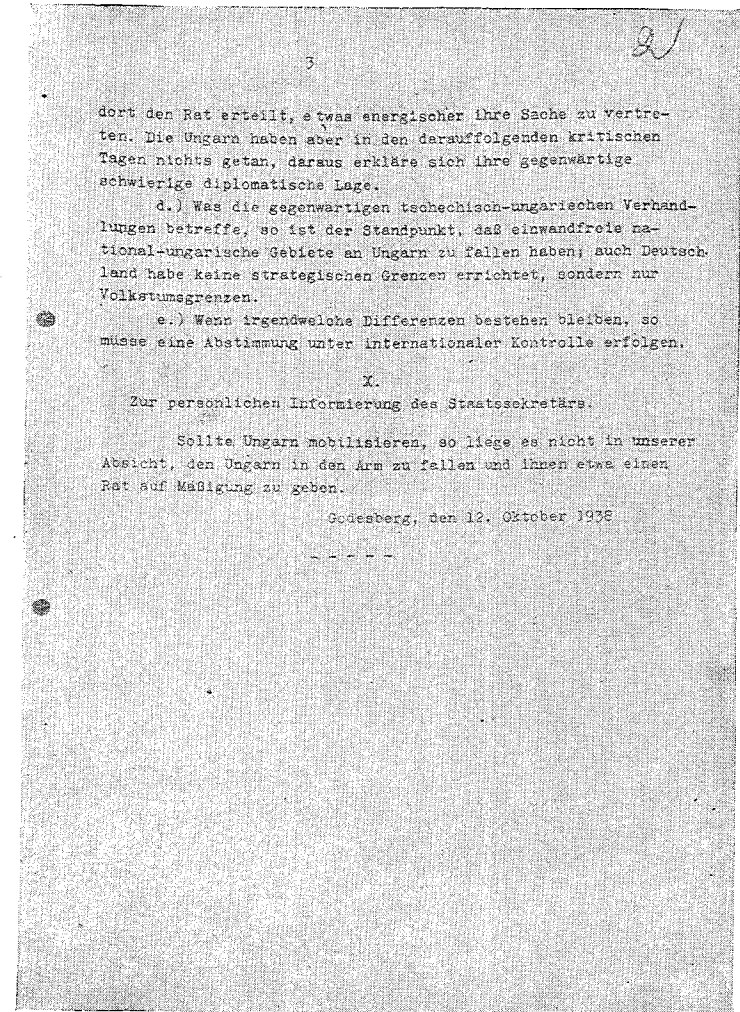 2
3
dort den Rat erteilt, etwas energischer ihre Sache zu vertre-
ten. Die Ungarn haben aber in den darauffolgenden kritischen
Tagen nichts getan, daraus erkläre sich ihre gegenwärtige
schwierige diplomatische Lage.
d.) Was die gegenwärtigen tschechisch-ungarischen Verhand-
lungen betreffe, so ist der Standpunkt, daß einwandfreie na-
tional-ungarische Gebiete an Ungarn zu fallen haben; auch Deutsch-
land habe keine strategischen Grenzen errichtet, sondern nur
Volkstumsgrenzen.
e.) Wenn irgendwelche Differenzen bestehen bleiben, so
müsse eine Abstimmung unter internationaler Kontrolle erfolgen.
X.
Zur persönlichen Informierung des Staatssekretärs.
Sollte Ungarn mobilisieren, so liege es nicht in unserer
Absicht, den Ungarn in den Arm zu fallen und ihnen etwa einen
Rat auf Mäßigung zu geben.
Godesberg, den 12. Oktober 1938
- - - - -